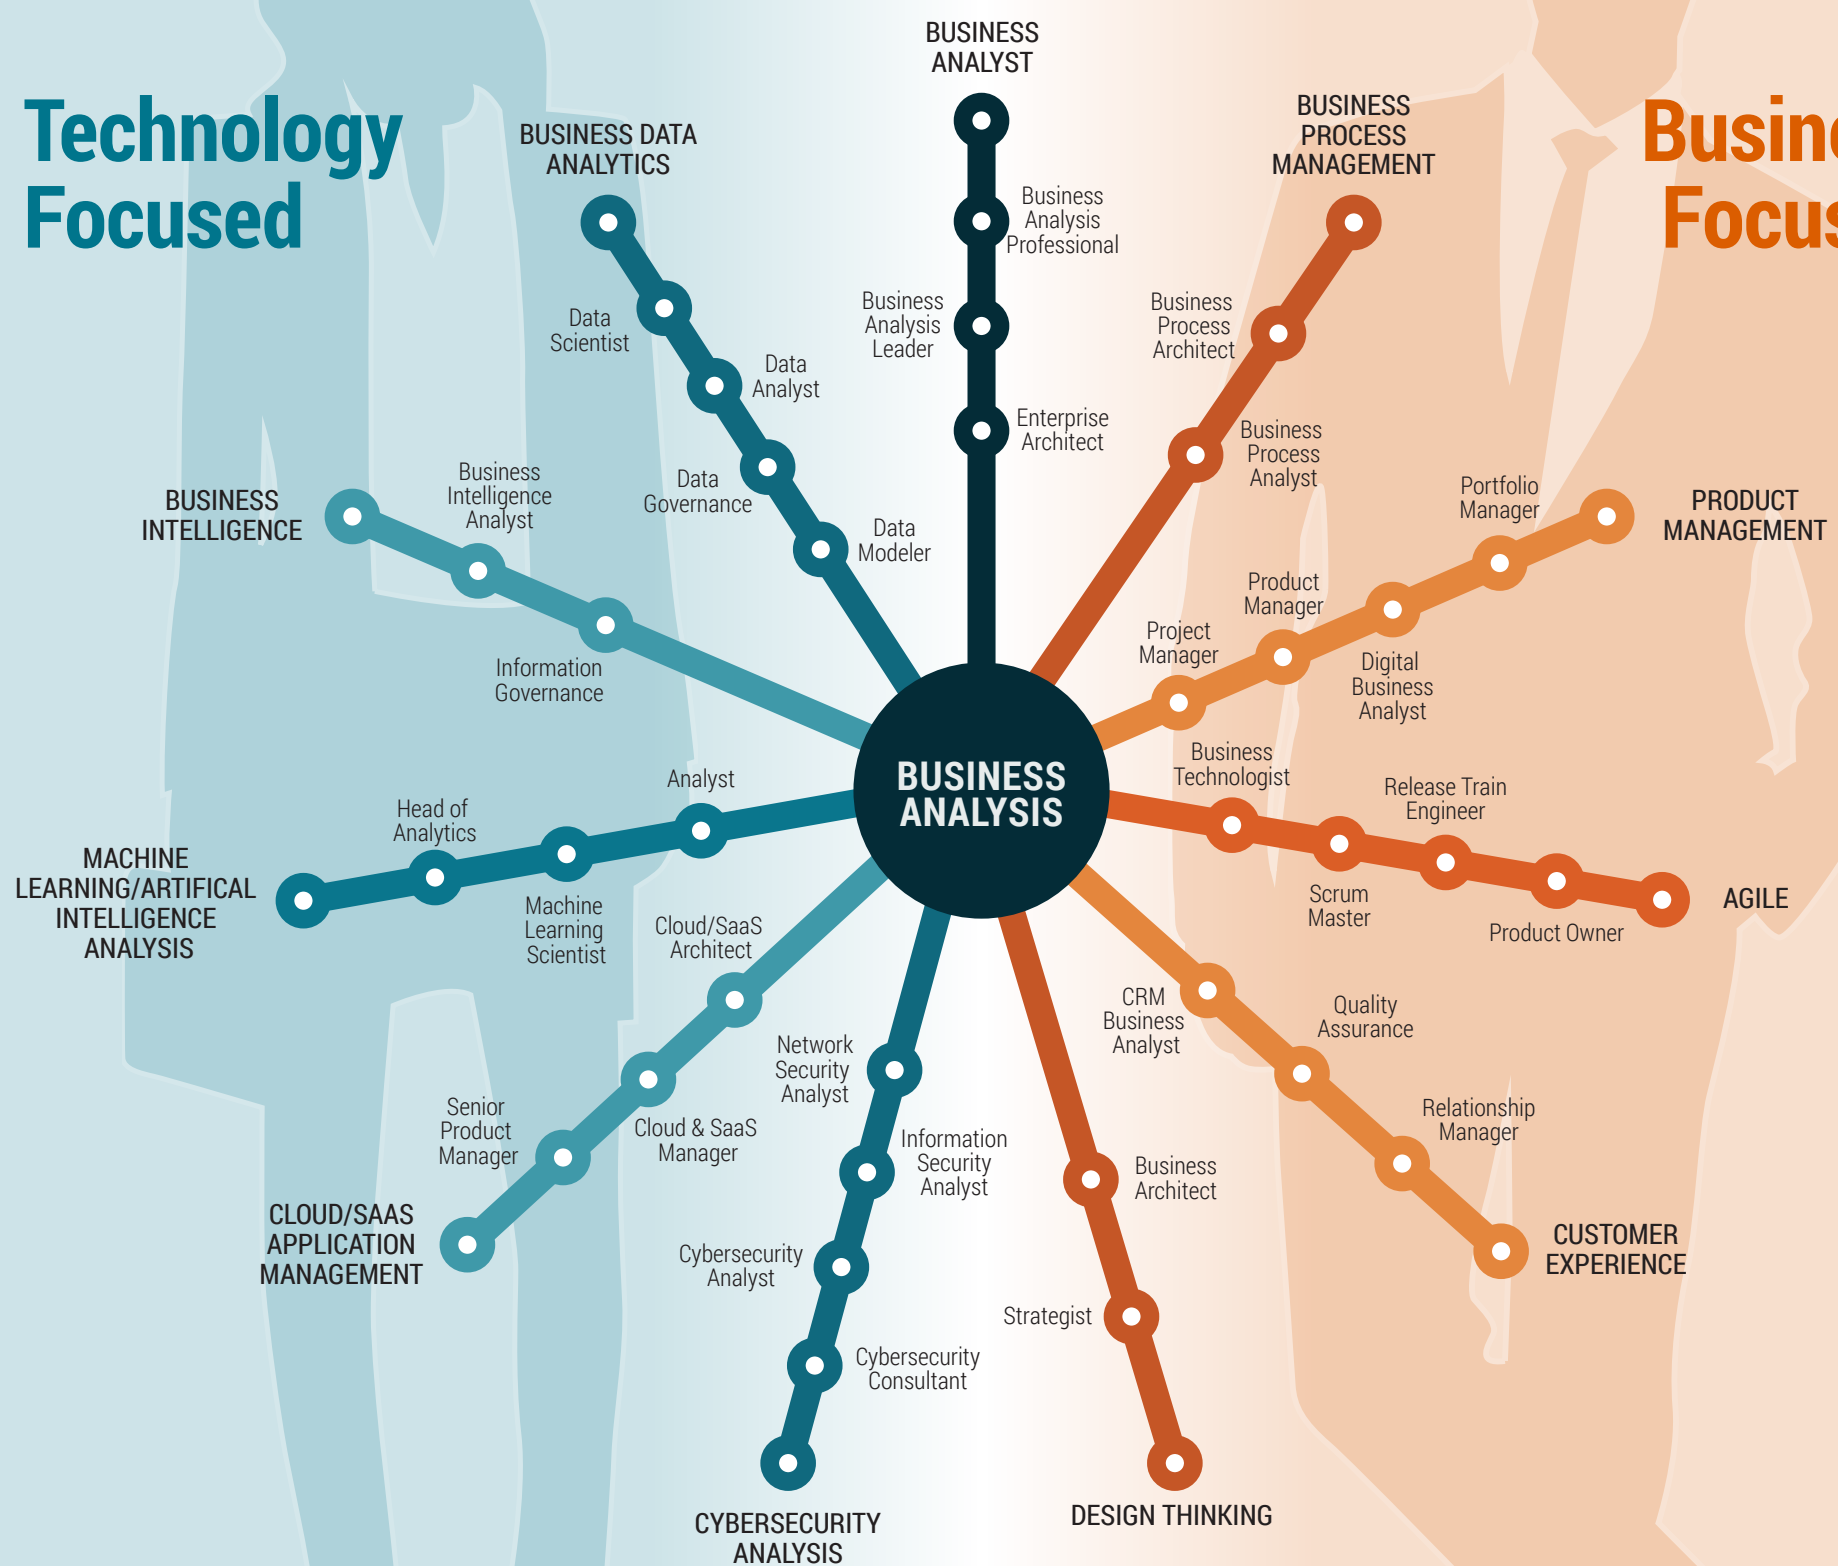 Technology
Focused
BUSINESS
ANALYST
Business
Analysis
Professional
Business
Analysis
Leader
Enterprise
Architect
BUSINESS DATA
ANALYTICS
Data
Scientist
Data
Analyst
Data
Governance
Data
Modeler
BUSINESS
INTELLIGENCE
Business
Intelligence
Analyst
Information
Governance
MACHINE
LEARNING/ARTIFICAL
INTELLIGENCE
ANALYSIS
Head of
Analytics
Machine
Learning
Scientist
Analyst
CLOUD/SAAS
APPLICATION
MANAGEMENT
Senior
Product
Manager
Cloud & SaaS
Manager
Cloud/SaaS
Architect
CYBERSECURITY
ANALYSIS
Network
Security
Analyst
Information
Security
Analyst
Cybersecurity
Analyst
Cybersecurity
Consultant
BUSINESS
ANALYSIS
Busine
Focus
BUSINESS
PROCESS
MANAGEMENT
Business
Process
Architect
Business
Process
Analyst
PRODUCT
MANAGEMENT
Portfolio
Manager
Digital
Business
Analyst
Product
Manager
Project
Manager
AGILE
Business
Technologist
Scrum
Master
Release Train
Engineer
Product Owner
CUSTOMER
EXPERIENCE
CRM
Business
Analyst
Quality
Assurance
Relationship
Manager
DESIGN THINKING
Business
Architect
Strategist